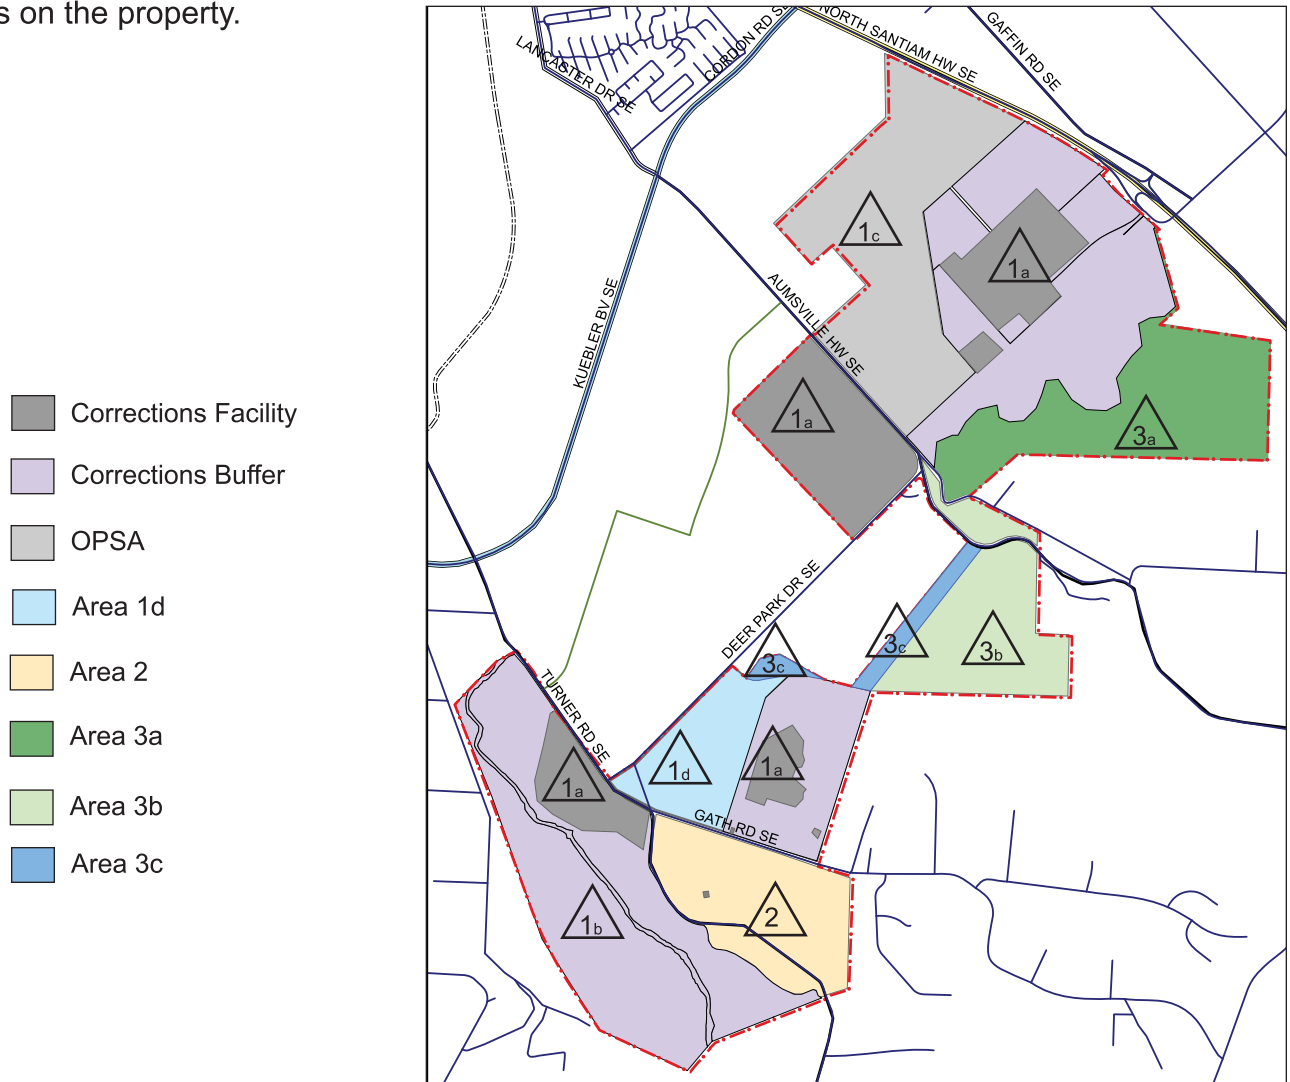 s on the property.
Corrections Facility
Corrections Buffer
OPSA
Area 1d
Area 2
Area 3a
Area 3b
Area 3c
LANCASTER DR SE
CORDON RD SE
NORTH SANTIAM HW SE
GAFFIN RD SE
KUEBLER BV SE
AUMSVILLE HW SE
1c
1a
1a
3a
DEER PARK DR SE
3c
3c
3b
TURNER RD SE
1a
1d
1a
GATH RD SE
1b
2